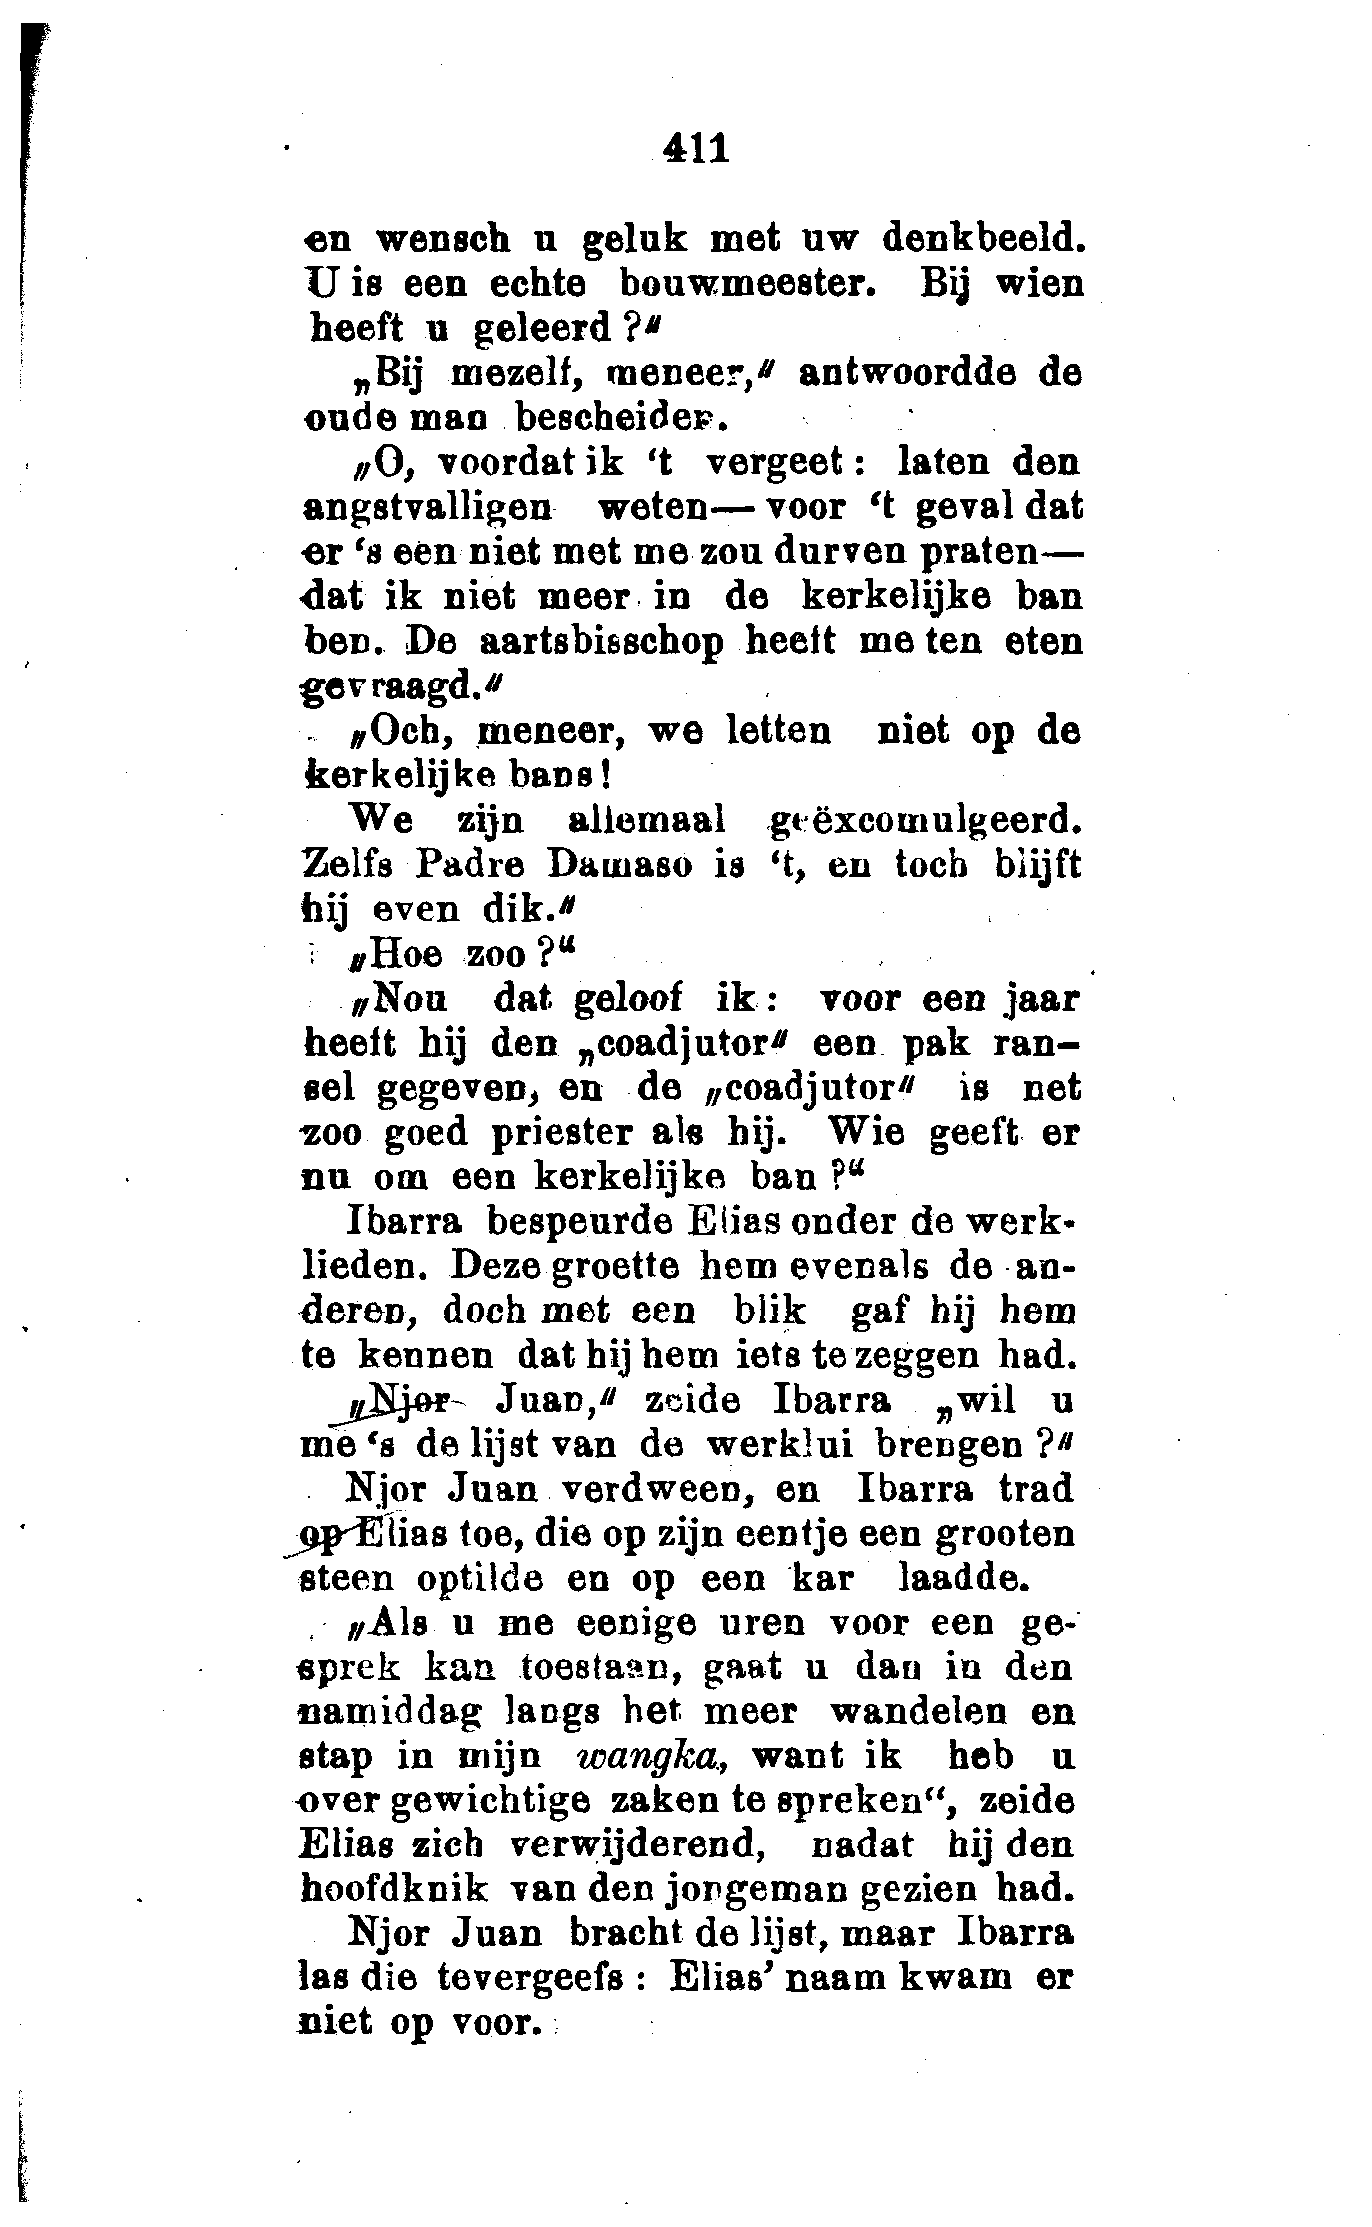 411
en wensch u geluk met uw denkbeeld.
U is een echte bouwmeester. Bij wien
heeft u geleerd?"
„Bij mezelf, meneer," antwoordde de
oude man bescheiden.
„O, voordat ik 't vergeet: laten den
angstvalligen weten— voor 't geval dat
er 's een niet met me zou durven praten—
dat ik niet meer in de kerkelijke ban
ben. De aartsbisschop heeft me ten eten
gevraagd."
„Och, meneer, we letten niet op de
kerkelijke bans!
We zijn allemaal geëxcomulgeerd.
Zelfs Padre Damaso is 't, en toch blijft
hij even dik."
„Hoe zoo?"
„Nou dat geloof ik: voor een jaar
heeft hij den „coadjutor" een pak ran-
sel gegeven, en de „coadjutor" is net
zoo goed priester als hij. Wie geeft er
nu om een kerkelijke ban?"
Ibarra bespeurde Elias onder de werk-
lieden. Deze groette hem evenals de an-
deren, doch met een blik gaf hij hem
te kennen dat hij hem iets te zeggen had.
„Njor Juan," zeide Ibarra „wil u
me 's de lijst van de werklui brengen?"
Njor Juan verdween, en Ibarra trad
op Elias toe, die op zijn eentje een grooten
steen optilde en op een kar laadde.
„Als u me eenige uren voor een ge-
sprek kan toestaan, gaat u dan in den
namiddag langs het meer wandelen en
stap in mijn wangka, want ik heb u
over gewichtige zaken te spreken", zeide
Elias zich verwijderend, nadat hij den
hoofdknik van den jongeman gezien had.
Njor Juan bracht de lijst, maar Ibarra
las die tevergeefs: Elias' naam kwam er
niet op voor.